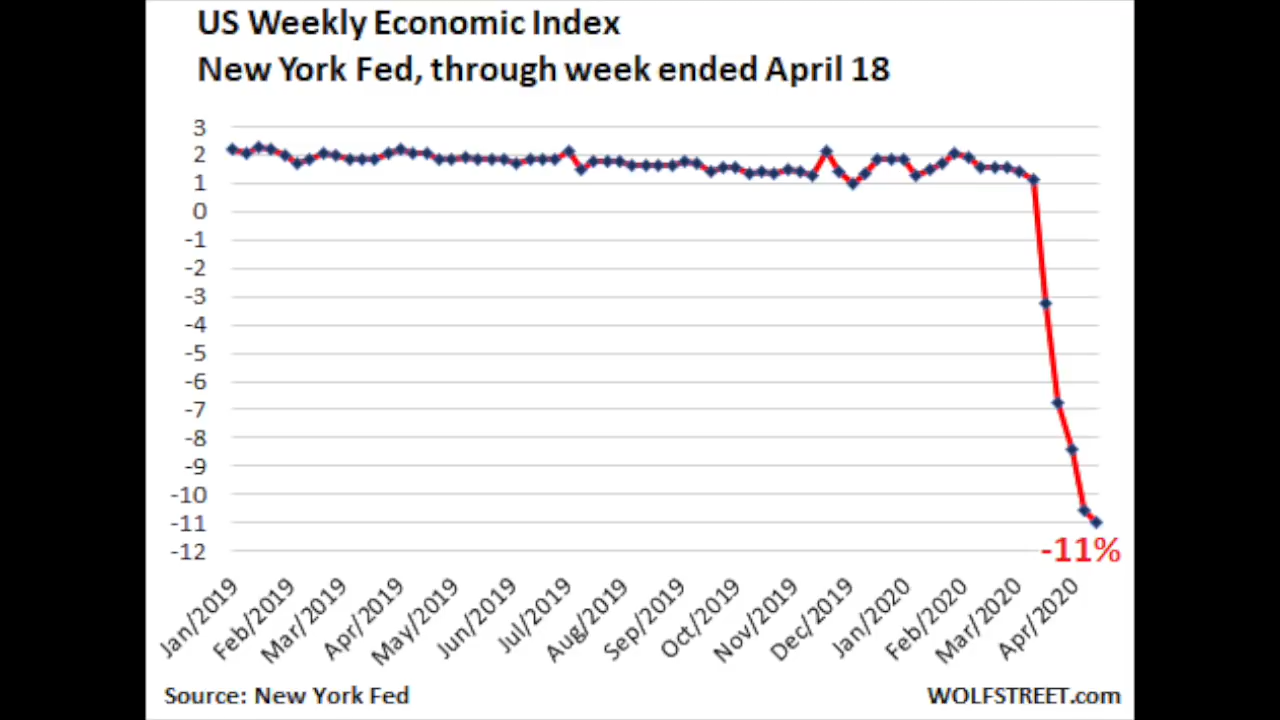 US Weekly Economic Index
New York Fed, through week ended April 18
3
2
1
0
-1
-2
-3
-4
-5
-6
-7
-8
-9
-10
-11
-12
-11%
Jan/2019
Feb/2019
Mar/2019
Apr/2019
May/2019
Jun/2019
Jul/2019
Aug/2019
Sep/2019
Oct/2019
Nov/2019
Dec/2019
Jan/2020
Feb/2020
Mar/2020
Apr/2020
Source: New York Fed
WOLFSTREET.com